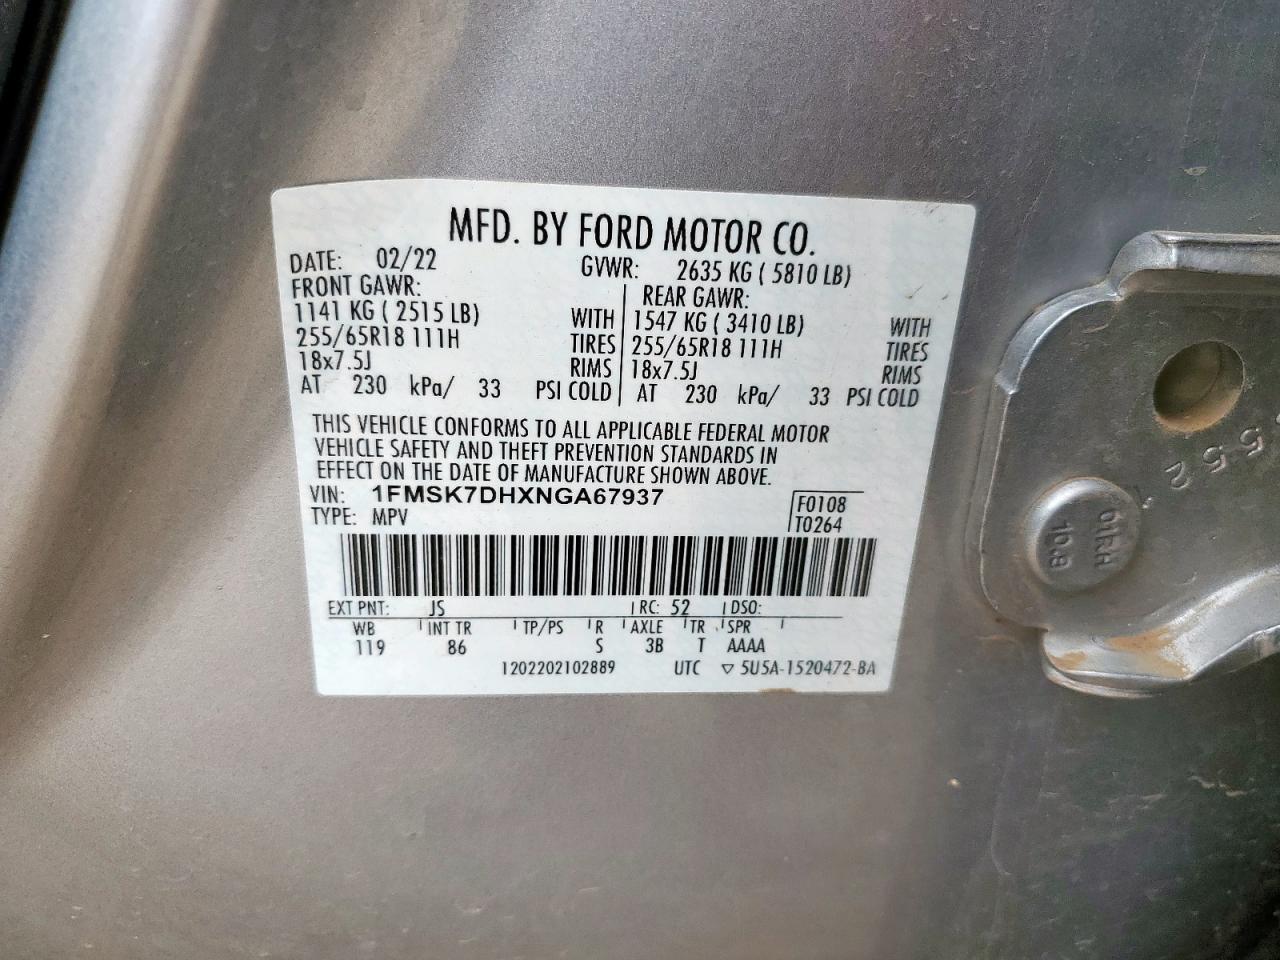 MFD. BY FORD MOTOR CO.
DATE: 02/22 GVWR: 2635 KG ( 5810 LB)
FRONT GAWR: REAR GAWR:
1141 KG ( 2515 LB) WITH 1547 KG ( 3410 LB) WITH
255/65R18 111H TIRES 255/65R18 111H TIRES
18x7.5J RIMS 18x7.5J RIMS
AT 230 kPa/ 33 PSI COLD AT 230 kPa/ 33 PSI COLD
THIS VEHICLE CONFORMS TO ALL APPLICABLE FEDERAL MOTOR
VEHICLE SAFETY AND THEFT PREVENTION STANDARDS IN
EFFECT ON THE DATE OF MANUFACTURE SHOWN ABOVE.
VIN: 1FMSK7DHXNGA67937 F0108
TYPE: MPV T0264
EXT PNT: JS RC: 52 DSO:
WB INT TR TP/PS R AXLE TR SPR
119 86 S 3B T AAAA
1202202102889 UTC ▽ 5U5A-1520472-BA
01RH
10.8